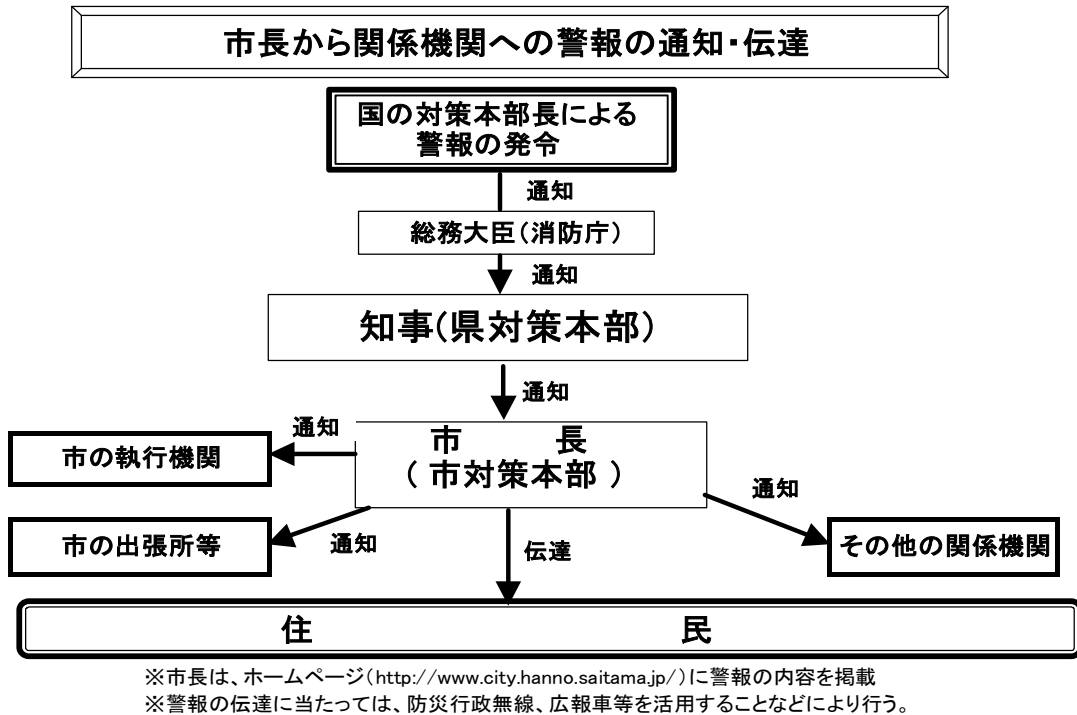 市長から関係機関への警報の通知・伝達
国の対策本部長による
警報の発令
通知
総務大臣（消防庁）
通知
知事(県対策本部)
通知
通知
市　　　長
（ 市対策本部 ）
市の執行機関
通知
市の出張所等
通知
伝達
その他の関係機関
住　　　　　　民
※市長は、ホームページ（http://www.city.hanno.saitama.jp/）に警報の内容を掲載
※警報の伝達に当たっては、防災行政無線、広報車等を活用することなどにより行う。